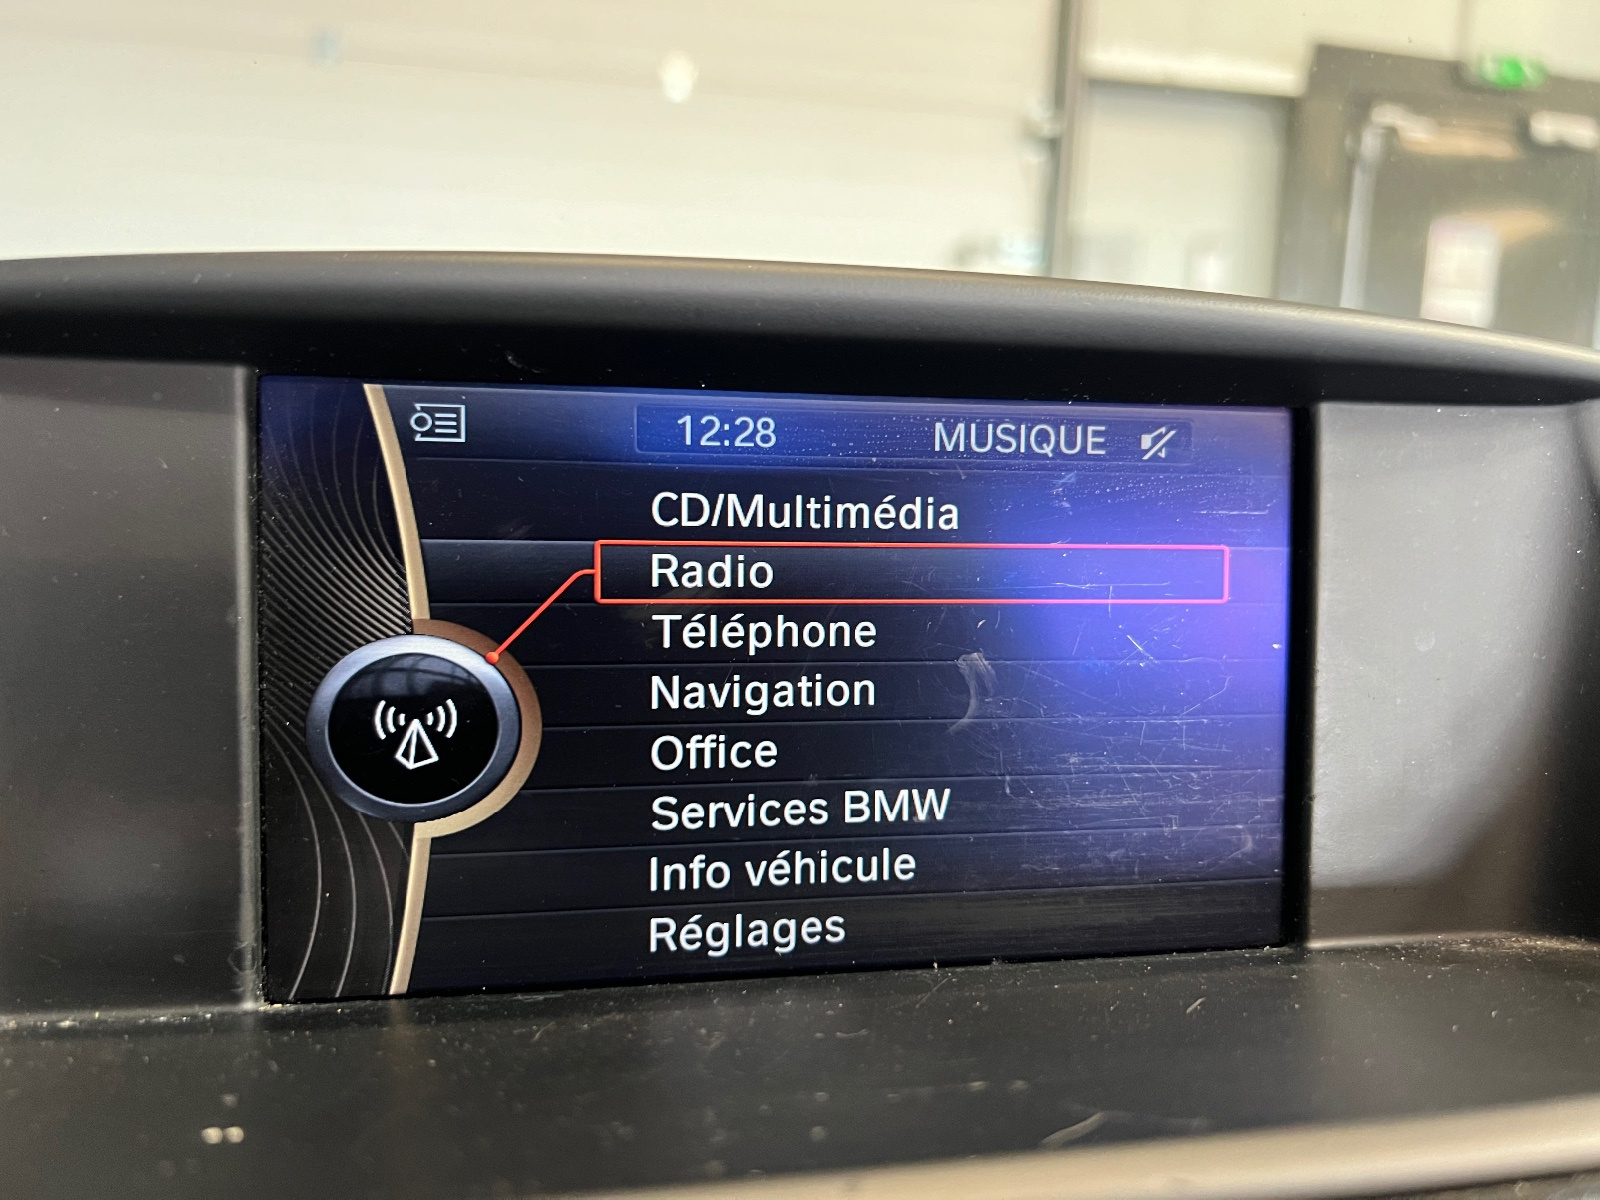 12:28 MUSIQUE
CD/Multimédia
Radio
Téléphone
Navigation
Office
Services BMW
Info véhicule
Réglages